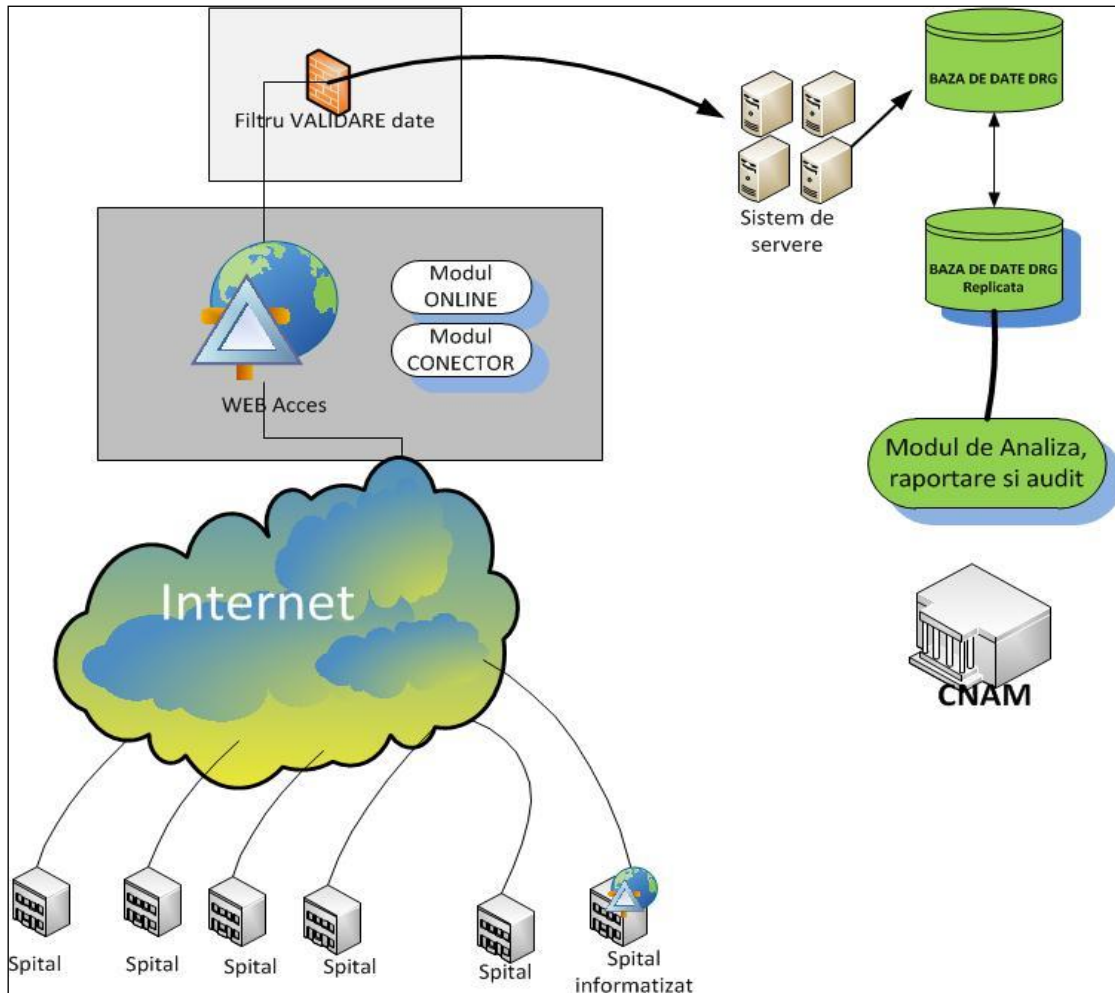 Filtru VALIDARE date
BAZA DE DATE DRG
Sistem de
servere
BAZA DE DATE DRG
Replicata
Modul
ONLINE
Modul
CONECTOR
WEB Acces
Modul de Analiza,
raportare si audit
Internet
CNAM
Spital
Spital
Spital
Spital
Spital
Spital
informatizat